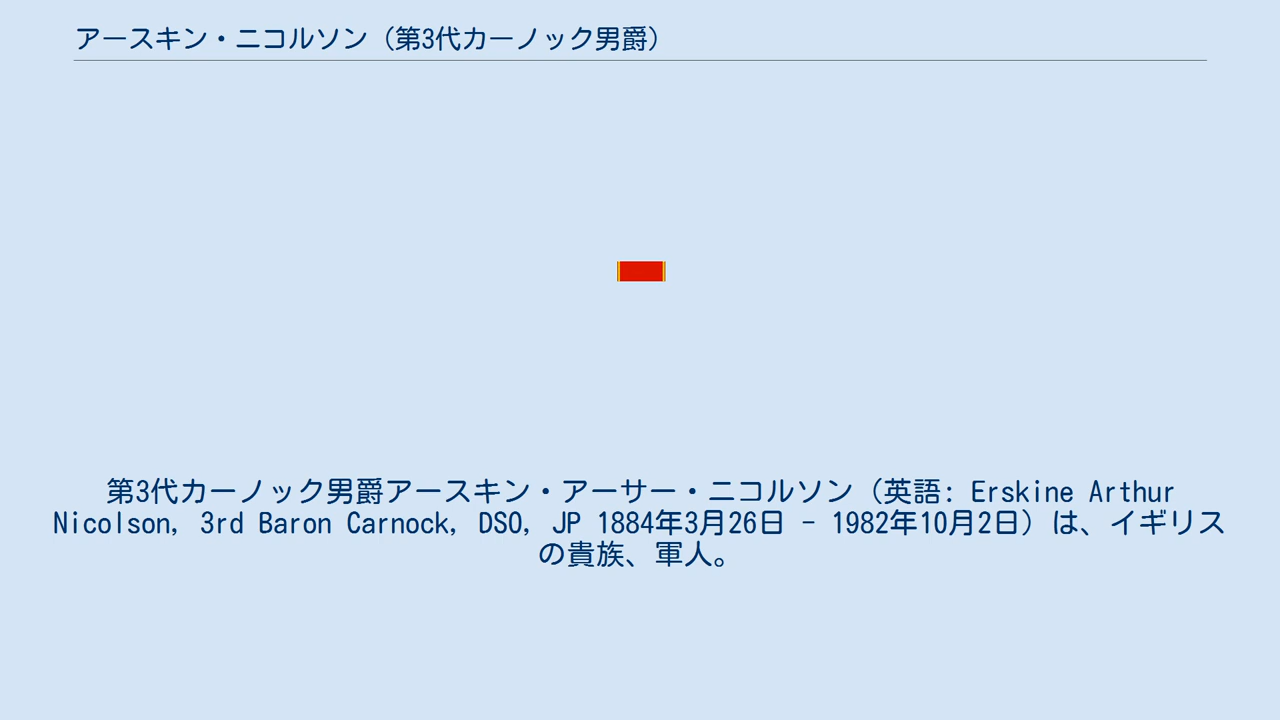 アースキン・ニコルソン（第3代カーノック男爵）
第3代カーノック男爵アースキン・アーサー・ニコルソン（英語: Erskine Arthur
Nicolson, 3rd Baron Carnock, DSO, JP 1884年3月26日 - 1982年10月2日）は、イギリス
の貴族、軍人。